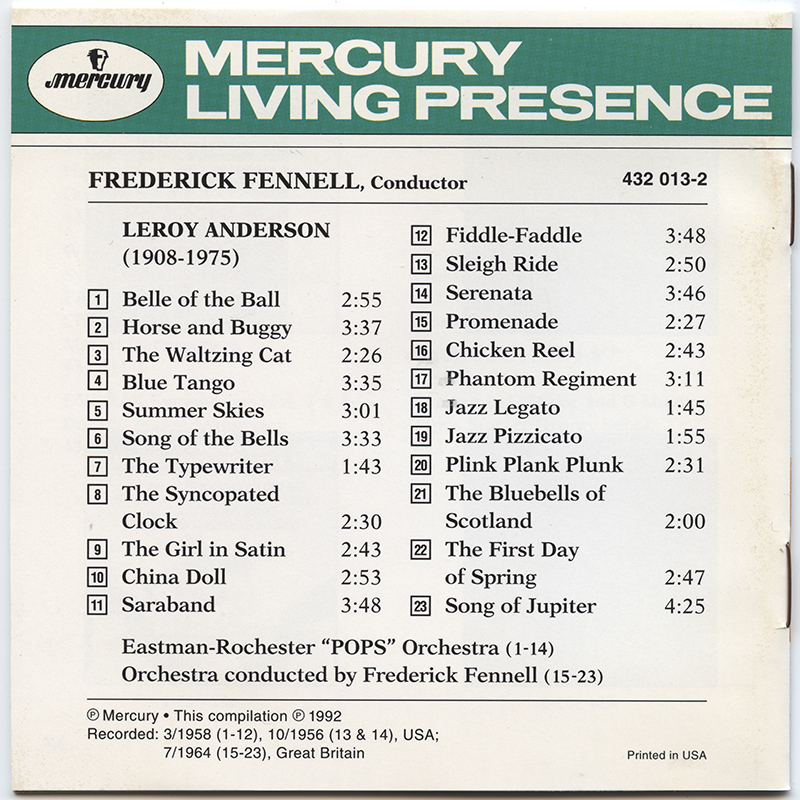 mercury
MERCURY
LIVING PRESENCE
FREDERICK FENNELL, Conductor
432 013-2
LEROY ANDERSON
(1908-1975)
1 Belle of the Ball 2:55
2 Horse and Buggy 3:37
3 The Waltzing Cat 2:26
4 Blue Tango 3:35
5 Summer Skies 3:01
6 Song of the Bells 3:33
7 The Typewriter 1:43
8 The Syncopated
Clock 2:30
9 The Girl in Satin 2:43
10 China Doll 2:53
11 Saraband 3:48
12 Fiddle-Faddle 3:48
13 Sleigh Ride 2:50
14 Serenata 3:46
15 Promenade 2:27
16 Chicken Reel 2:43
17 Phantom Regiment 3:11
18 Jazz Legato 1:45
19 Jazz Pizzicato 1:55
20 Plink Plank Plunk 2:31
21 The Bluebells of
Scotland 2:00
22 The First Day
of Spring 2:47
23 Song of Jupiter 4:25
Eastman-Rochester “POPS” Orchestra (1-14)
Orchestra conducted by Frederick Fennell (15-23)
℗ Mercury • This compilation ℗ 1992
Recorded: 3/1958 (1-12), 10/1956 (13 & 14), USA;
7/1964 (15-23), Great Britain
Printed in USA